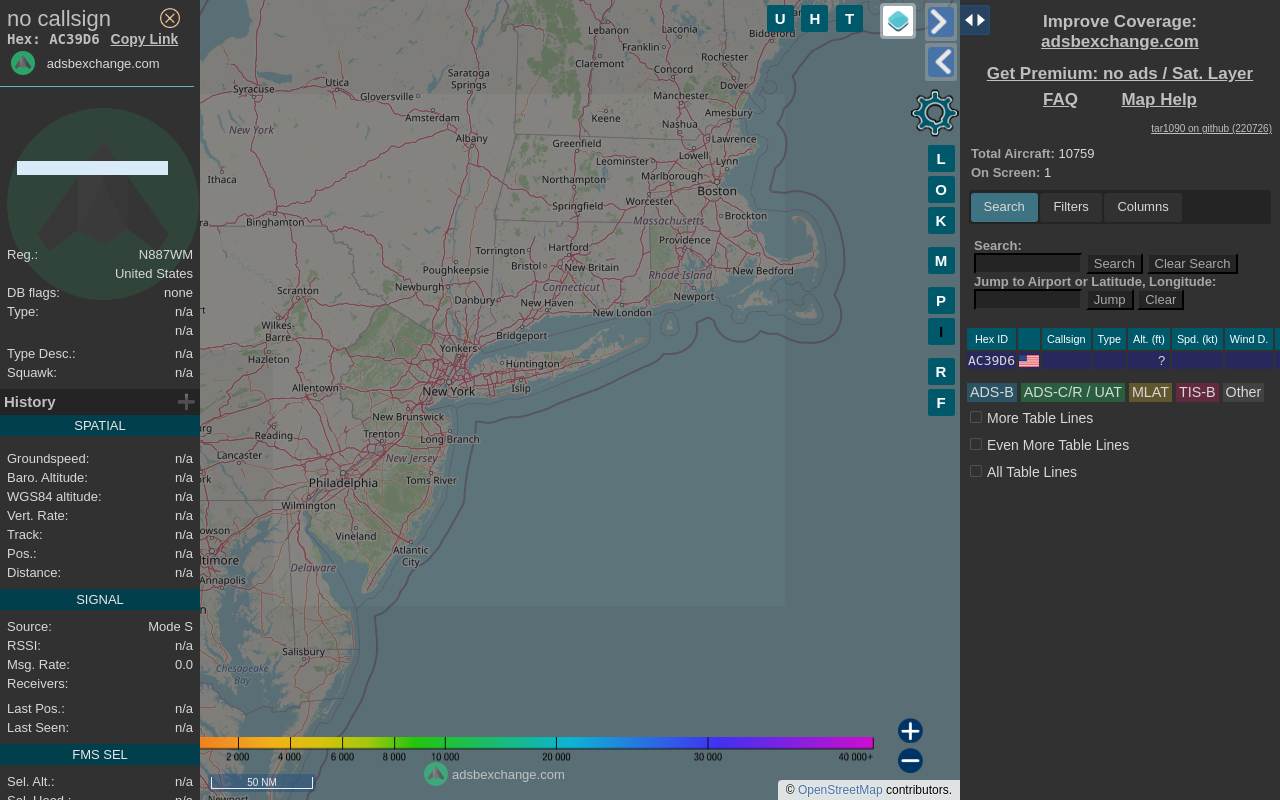 no callsign
Hex: AC39D6 Copy Link
adsbexchange.com
Reg.: N887WM
United States
DB flags: none
Type: n/a
n/a
Type Desc.: n/a
Squawk: n/a
History
SPATIAL
Groundspeed: n/a
Baro. Altitude: n/a
WGS84 altitude: n/a
Vert. Rate: n/a
Track: n/a
Pos.: n/a
Distance: n/a
SIGNAL
Source: Mode S
RSSI: n/a
Msg. Rate: 0.0
Receivers:
Last Pos.: n/a
Last Seen: n/a
FMS SEL
Sel. Alt.: n/a
U H T
L
O
K
M
P
I
R
F
Lebanon
Laconia
Biddeford
Franklin
Claremont
Rochester
Concord
Saratoga
Springs
Utica
Syracuse
Gloversville
Dover
Manchester
Amesbury
Amsterdam
Keene
Nashua
New York
Albany
Greenfield
Lawrence
Lowell
Leominster
Lynn
Ithaca
Northampton
Marlborough
Boston
Springfield
Worcester
Brockton
Binghamton
Massachusetts
Providence
Torrington
Hartford
Bristol
New Britain
Poughkeepsie
Rhode Island
New Bedford
Newburgh
Connecticut
Newport
Scranton
Danbury
New Haven
New London
Wilkes-
Barre
Bridgeport
Yonkers
Hazleton
Huntington
Allentown
New York
Islip
New Brunswick
Reading
Trenton
Long Branch
Lancaster
New Jersey
Philadelphia
Toms River
Wilmington
Vineland
Atlantic
City
Delaware
Annapolis
Salisbury
Chesapeake
Bay
2 000 4 000 6 000 8 000 10 000 20 000 30 000 40 000+
adsbexchange.com
50 NM
© OpenStreetMap contributors.
Improve Coverage:
adsbexchange.com
Get Premium: no ads / Sat. Layer
FAQ Map Help
tar1090 on github (220726)
Total Aircraft: 10759
On Screen: 1
Search Filters Columns
Search:
Search Clear Search
Jump to Airport or Latitude, Longitude:
Jump Clear
Hex ID Callsign Type Alt. (ft) Spd. (kt) Wind D.
AC39D6 ?
ADS-B ADS-C/R / UAT MLAT TIS-B Other
More Table Lines
Even More Table Lines
All Table Lines